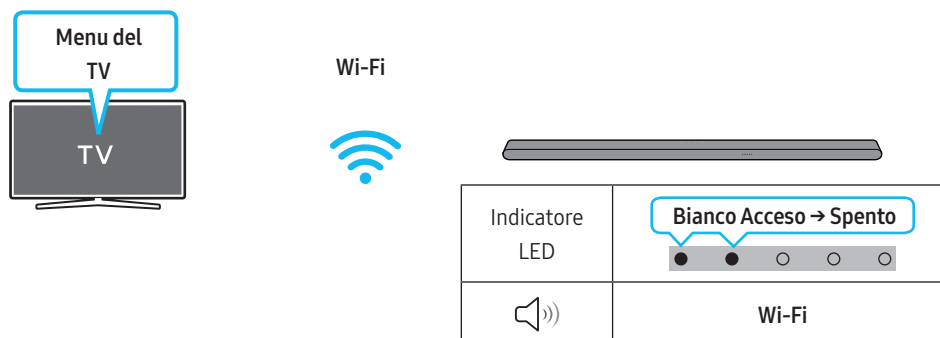 Menu del
TV
TV
Wi-Fi
Indicatore
LED
Bianco Acceso → Spento
Wi-Fi